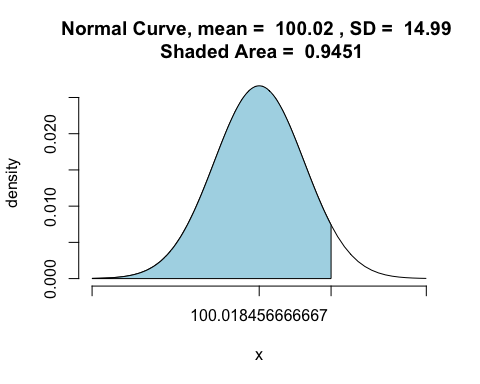 Normal Curve, mean =  100.02 , SD =  14.99
Shaded Area =  0.9451
density
0.020
0.010
0.000
100.018456666667
x